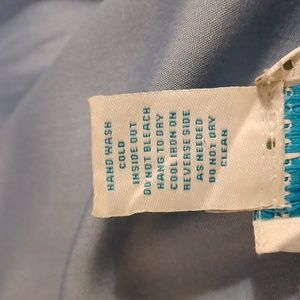 HAND WASH
COLD
INSIDE OUT
DO NOT BLEACH
HANG TO DRY
COOL IRON ON
REVERSE SIDE
AS NEEDED
DO NOT DRY
CLEAN